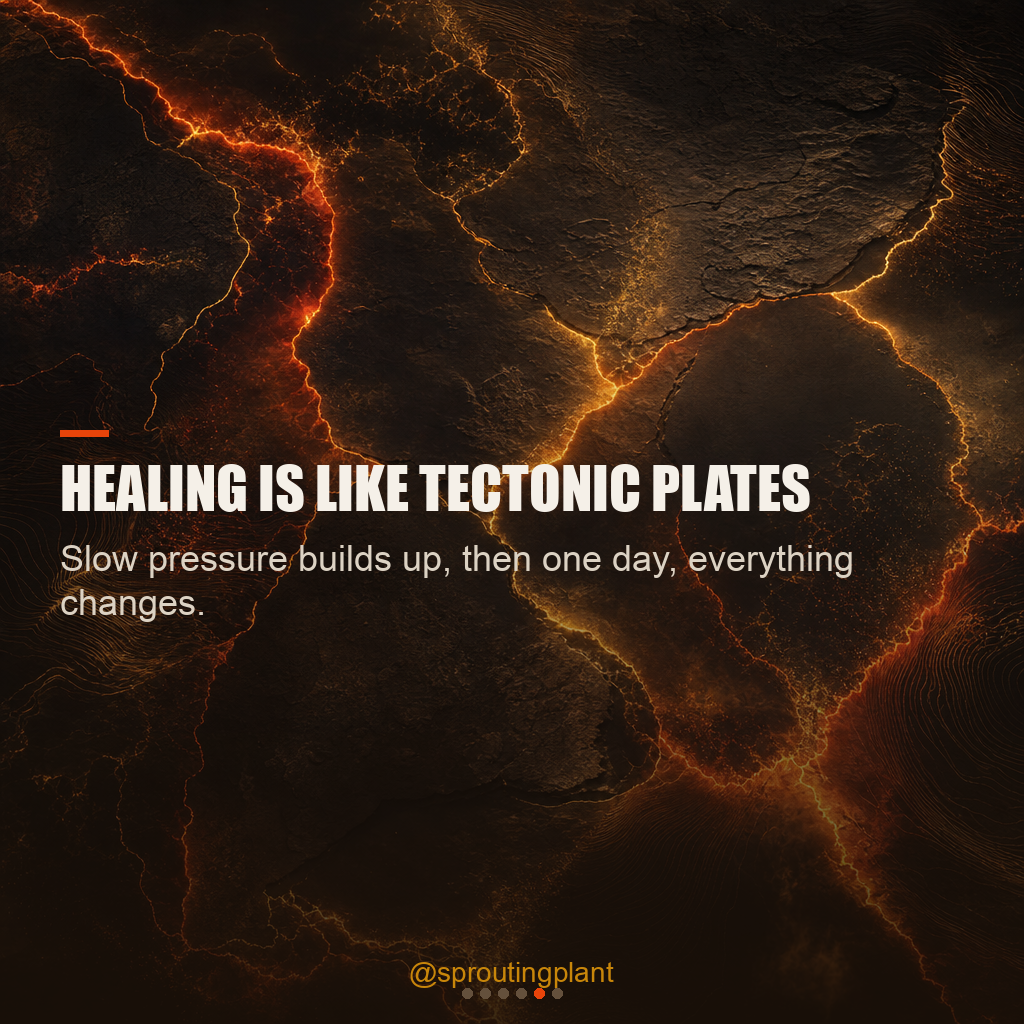 HEALING IS LIKE TECTONIC PLATES
Slow pressure builds up, then one day, everything
changes.
@sproutingplant